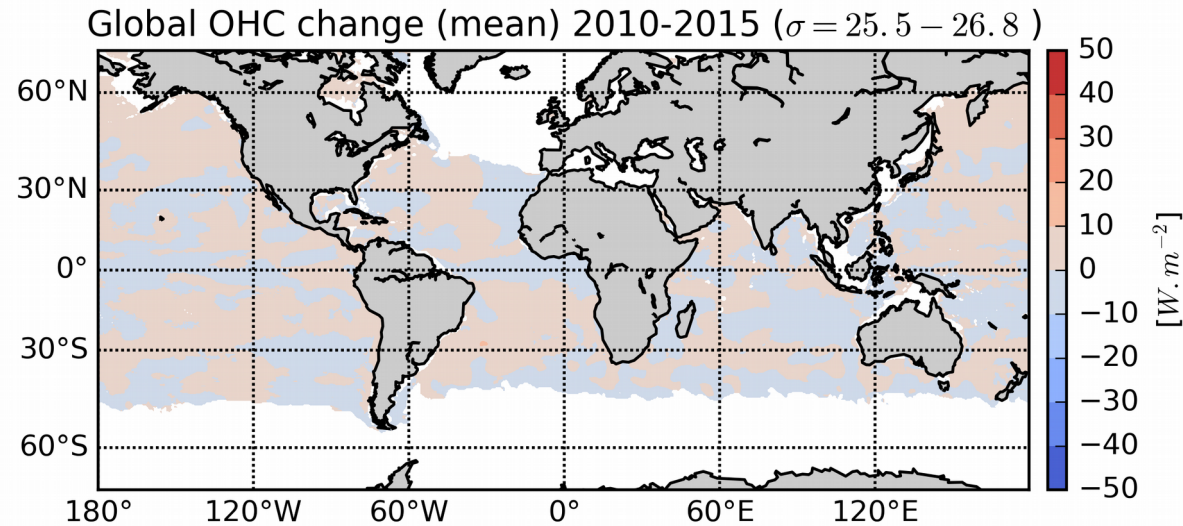 Global OHC change (mean) 2010-2015 (σ = 25.5 − 26.8 )
60°N
30°N
0°
30°S
60°S
180°
120°W
60°W
0°
60°E
120°E
50
40
30
20
10
0
−10
−20
−30
−40
−50
[W.m⁻²]